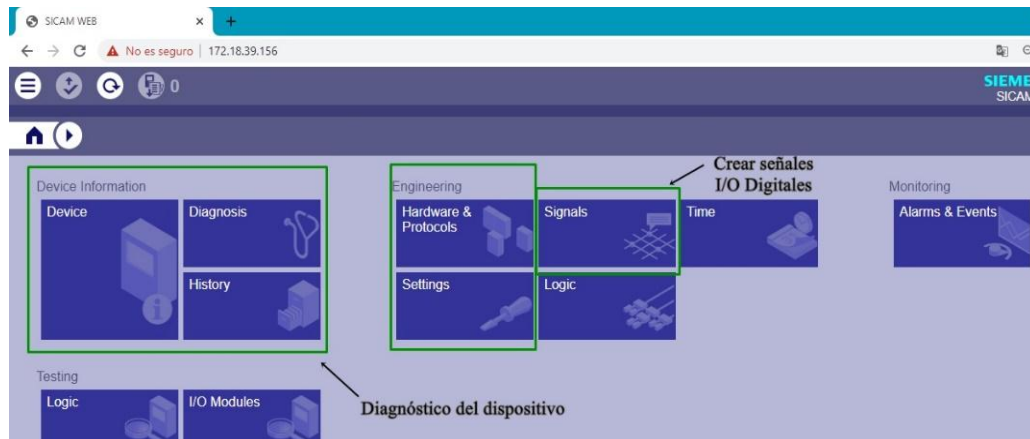 SICAM WEB
No es seguro | 172.18.39.156
0
SIEME
SICAM
Crear señales
I/O Digitales
Device Information
Engineering
Monitoring
Device
Diagnosis
Hardware &
Protocols
Signals
Time
Alarms & Events
History
Settings
Logic
Testing
Logic
I/O Modules
Diagnóstico del dispositivo